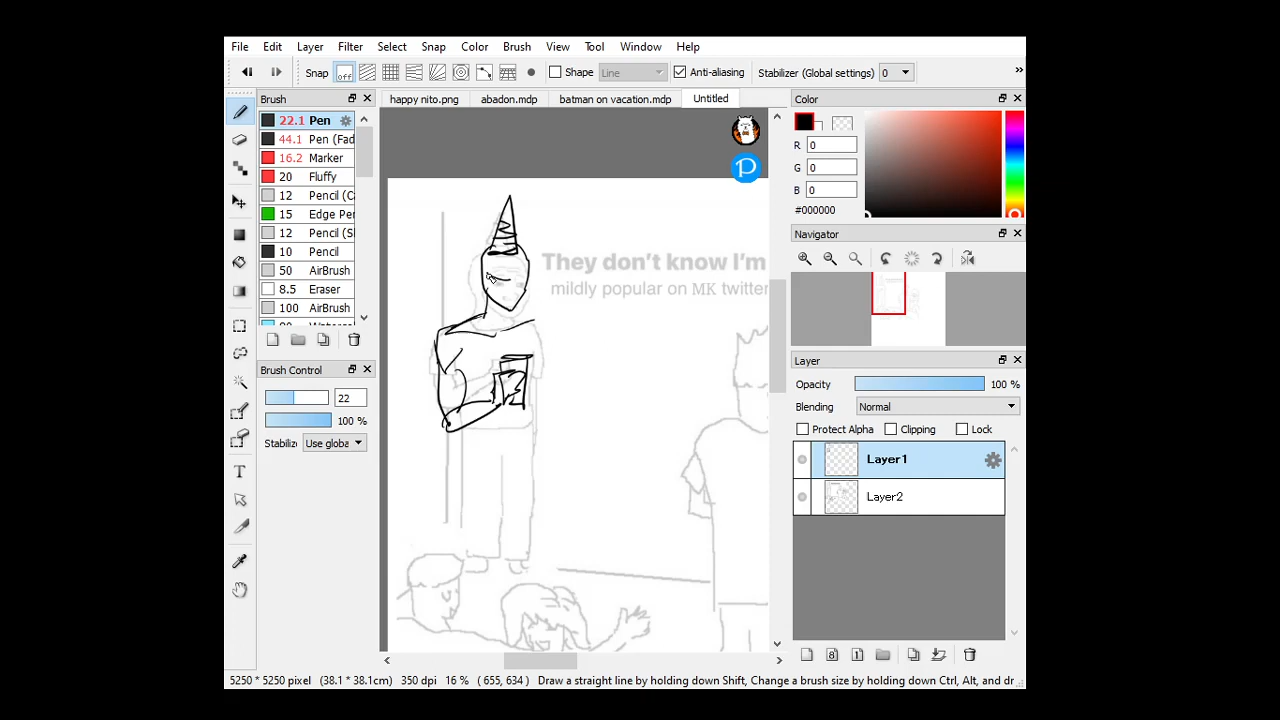 File Edit Layer Filter Select Snap Color Brush View Tool Window Help
Snap off Shape Line Anti-aliasing Stabilizer (Global settings) 0 »
Brush
happy nito.png abadon.mdp batman on vacation.mdp Untitled
Color
22.1 Pen
44.1 Pen (Fad
16.2 Marker
20 Fluffy
12 Pencil (C
15 Edge Pen
12 Pencil (Sl
10 Pencil
50 AirBrush
8.5 Eraser
100 AirBrush
Brush Control
22
100 %
Stabiliz Use globa
They don't know I'm
mildly popular on MK twitter
R 0
G 0
B 0
#000000
Navigator
Layer
Opacity 100 %
Blending Normal
Protect Alpha Clipping Lock
Layer1
Layer2
5250 * 5250 pixel (38.1 * 38.1cm) 350 dpi 16 % ( 655, 634 ) Draw a straight line by holding down Shift, Change a brush size by holding down Ctrl, Alt, and dr